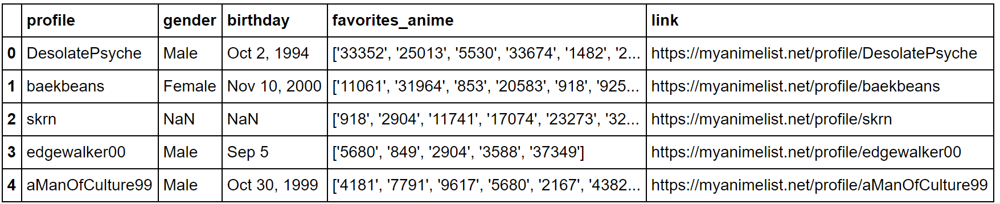 profile gender birthday favorites_anime link
0 DesolatePsyche Male Oct 2, 1994 ['33352', '25013', '5530', '33674', '1482', '2... https://myanimelist.net/profile/DesolatePsyche
1 baekbeans Female Nov 10, 2000 ['11061', '31964', '853', '20583', '918', '925... https://myanimelist.net/profile/baekbeans
2 skrn NaN NaN ['918', '2904', '11741', '17074', '23273', '32... https://myanimelist.net/profile/skrn
3 edgewalker00 Male Sep 5 ['5680', '849', '2904', '3588', '37349'] https://myanimelist.net/profile/edgewalker00
4 aManOfCulture99 Male Oct 30, 1999 ['4181', '7791', '9617', '5680', '2167', '4382... https://myanimelist.net/profile/aManOfCulture99